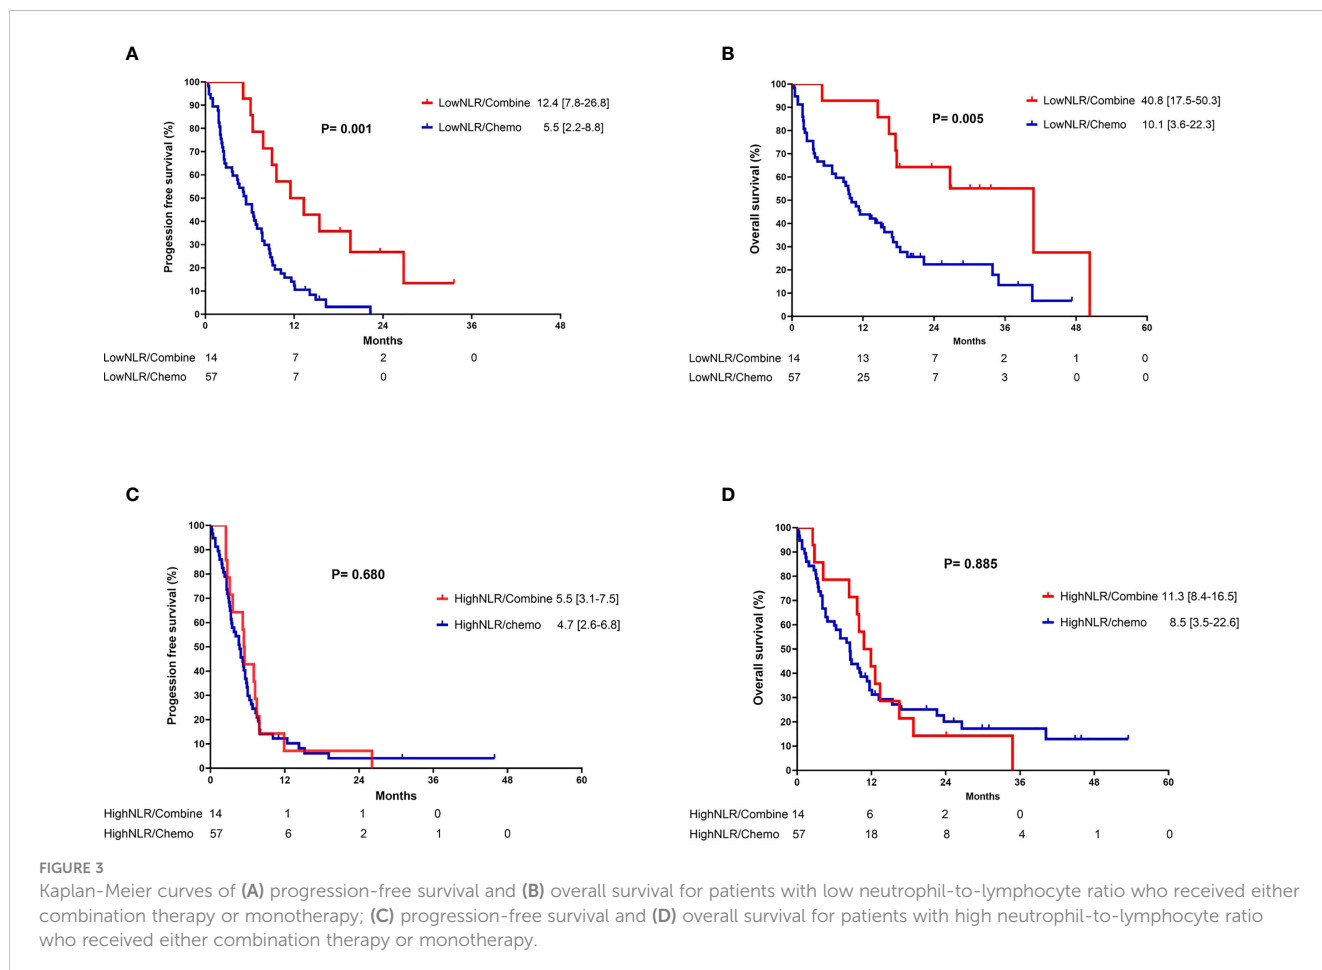 A
Progession free survival (%)
100
90
80
70
60
50
40
30
20
10
0
LowNLR/Combine 12.4 [7.8-26.8]
LowNLR/Chemo 5.5 [2.2-8.8]
P= 0.001
0 12 24 36 48
Months
LowNLR/Combine 14 7 2 0
LowNLR/Chemo 57 7 0
B
Overall survival (%)
100
90
80
70
60
50
40
30
20
10
0
LowNLR/Combine 40.8 [17.5-50.3]
LowNLR/Chemo 10.1 [3.6-22.3]
P= 0.005
0 12 24 36 48 60
Months
LowNLR/Combine 14 13 7 2 1 0
LowNLR/Chemo 57 25 7 3 0 0
C
Progession free survival (%)
100
90
80
70
60
50
40
30
20
10
0
P= 0.680
HighNLR/Combine 5.5 [3.1-7.5]
HighNLR/chemo 4.7 [2.6-6.8]
0 12 24 36 48 60
Months
HighNLR/Combine 14 1 1 0
HighNLR/Chemo 57 6 2 1 0
D
Overall survival (%)
100
90
80
70
60
50
40
30
20
10
0
P= 0.885
HighNLR/Combine 11.3 [8.4-16.5]
HighNLR/chemo 8.5 [3.5-22.6]
0 12 24 36 48 60
Months
HighNLR/Combine 14 6 2 0
HighNLR/Chemo 57 18 8 4 1 0
FIGURE 3
Kaplan-Meier curves of (A) progression-free survival and (B) overall survival for patients with low neutrophil-to-lymphocyte ratio who received either
combination therapy or monotherapy; (C) progression-free survival and (D) overall survival for patients with high neutrophil-to-lymphocyte ratio
who received either combination therapy or monotherapy.